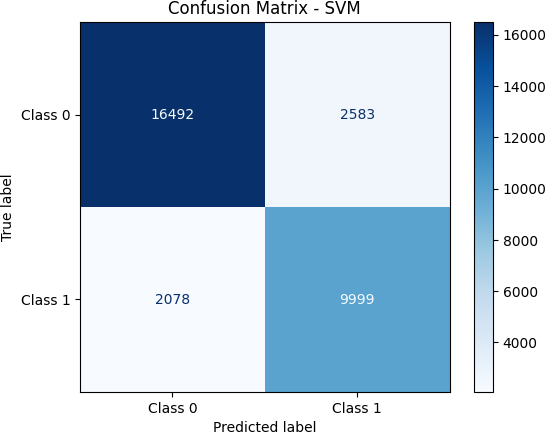 Confusion Matrix - SVM
True label
Class 0
16492
2583
Class 1
2078
9999
Class 0
Class 1
Predicted label
16000
14000
12000
10000
8000
6000
4000